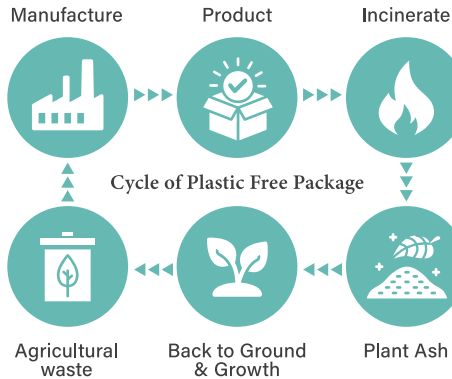 Manufacture
Product
Incinerate
Cycle of Plastic Free Package
Agricultural
waste
Back to Ground
& Growth
Plant Ash